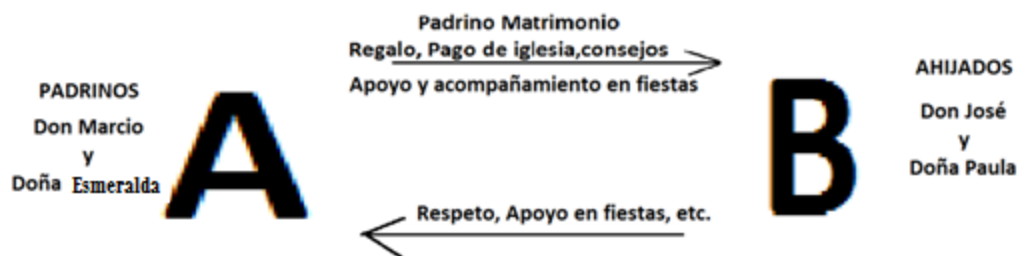 Padrino Matrimonio
Regalo, Pago de iglesia,consejos
Apoyo y acompañamiento en fiestas
PADRINOS
Don Marcio
y
Doña Esmeralda
A
B
AHIJADOS
Don José
y
Doña Paula
Respeto, Apoyo en fiestas, etc.